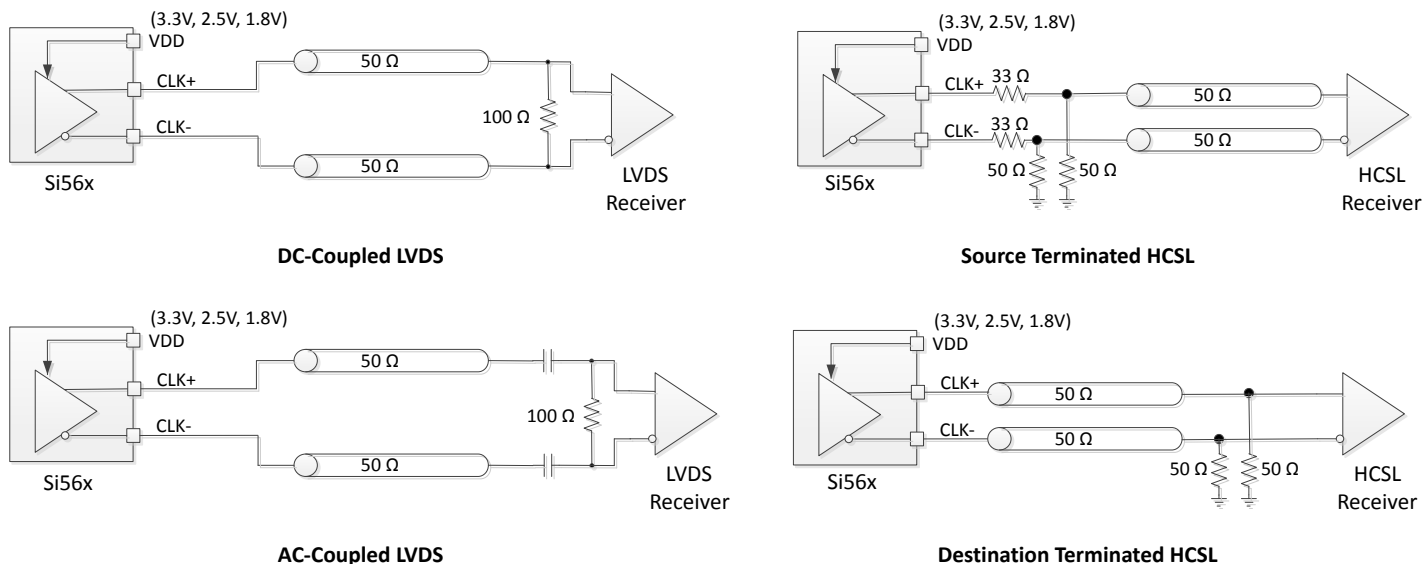 (3.3V, 2.5V, 1.8V)
VDD
CLK+
50 Ω
100 Ω
CLK-
50 Ω
Si56x
LVDS
Receiver
DC-Coupled LVDS
(3.3V, 2.5V, 1.8V)
VDD
CLK+
33 Ω
50 Ω
CLK-
33 Ω
50 Ω
50 Ω
50 Ω
Si56x
HCSL
Receiver
Source Terminated HCSL
(3.3V, 2.5V, 1.8V)
VDD
CLK+
50 Ω
100 Ω
CLK-
50 Ω
Si56x
LVDS
Receiver
AC-Coupled LVDS
(3.3V, 2.5V, 1.8V)
VDD
CLK+
50 Ω
CLK-
50 Ω
50 Ω
50 Ω
Si56x
HCSL
Receiver
Destination Terminated HCSL